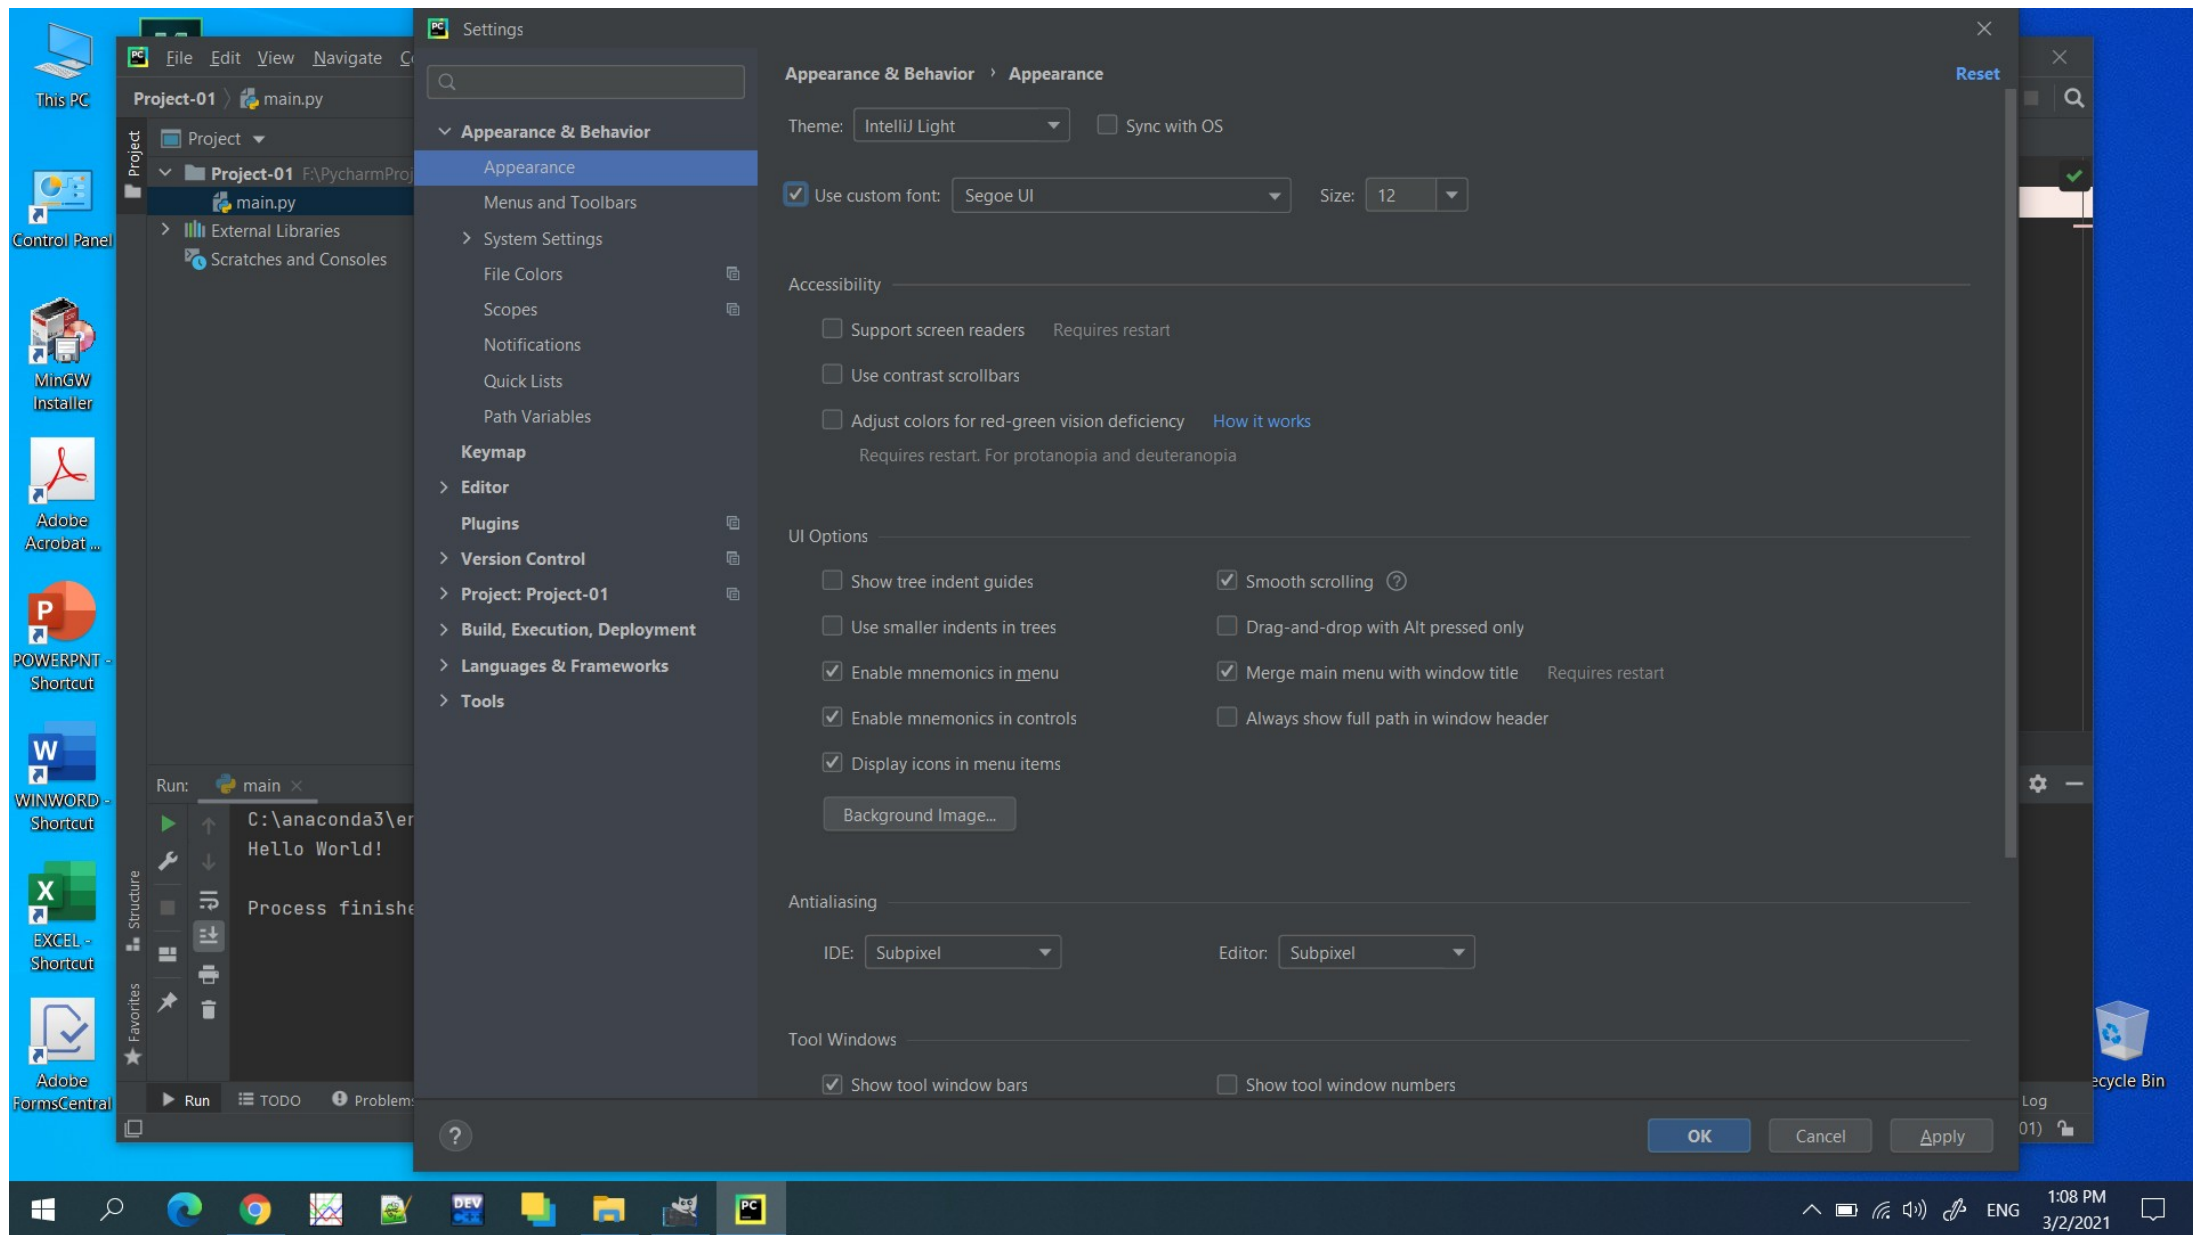 This PC
Control Panel
MinGW
Installer
Adobe
Acrobat ...
POWERPNT -
Shortcut
WINWORD -
Shortcut
EXCEL -
Shortcut
Adobe
FormsCentral
File Edit View Navigate
Project-01 main.py
Project
Project
Project-01 F:\PycharmProj
main.py
External Libraries
Scratches and Consoles
Run: main
C:\anaconda3\en
Hello World!
Process finishe
Structure
Favorites
Run TODO Problems
Settings
Appearance & Behavior
Appearance
Menus and Toolbars
System Settings
File Colors
Scopes
Notifications
Quick Lists
Path Variables
Keymap
Editor
Plugins
Version Control
Project: Project-01
Build, Execution, Deployment
Languages & Frameworks
Tools
Appearance & Behavior › Appearance Reset
Theme: IntelliJ Light Sync with OS
Use custom font: Segoe UI Size: 12
Accessibility
Support screen readers Requires restart
Use contrast scrollbars
Adjust colors for red-green vision deficiency How it works
Requires restart. For protanopia and deuteranopia
UI Options
Show tree indent guides Smooth scrolling ?
Use smaller indents in trees Drag-and-drop with Alt pressed only
Enable mnemonics in menu Merge main menu with window title Requires restart
Enable mnemonics in controls Always show full path in window header
Display icons in menu items
Background Image...
Antialiasing
IDE: Subpixel Editor: Subpixel
Tool Windows
Show tool window bars Show tool window numbers
? OK Cancel Apply
Log
01)
ecycle Bin
DEV
PC
ENG
1:08 PM
3/2/2021